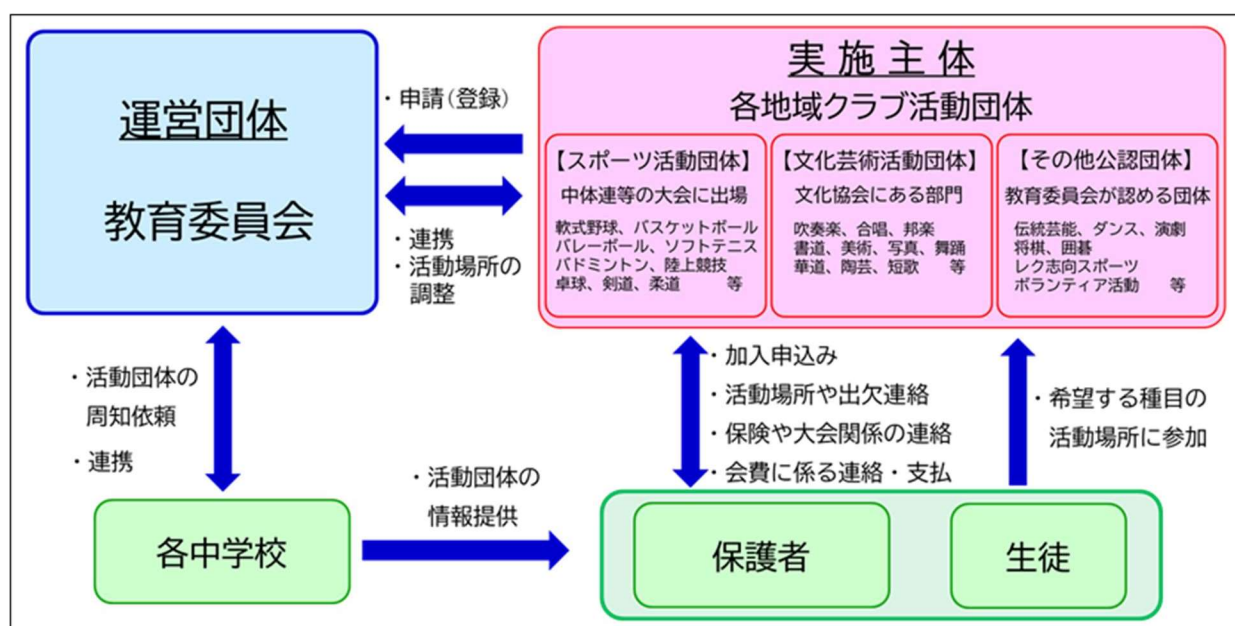 運営団体
教育委員会
・申請（登録）
・連携
・活動場所の
調整
実施主体
各地域クラブ活動団体
【スポーツ活動団体】
中体連等の大会に出場
軟式野球、バスケットボール
バレーボール、ソフトテニス
バドミントン、陸上競技
卓球、剣道、柔道　等
【文化芸術活動団体】
文化協会にある部門
吹奏楽、合唱、邦楽
書道、美術、写真、舞踊
華道、陶芸、短歌　等
【その他公認団体】
教育委員会が認める団体
伝統芸能、ダンス、演劇
将棋、囲碁
レク志向スポーツ
ボランティア活動　等
・活動団体の
周知依頼
・連携
・加入申込み
・活動場所や出欠連絡
・保険や大会関係の連絡
・会費に係る連絡・支払
・希望する種目の
活動場所に参加
各中学校
・活動団体の
情報提供
保護者
生徒